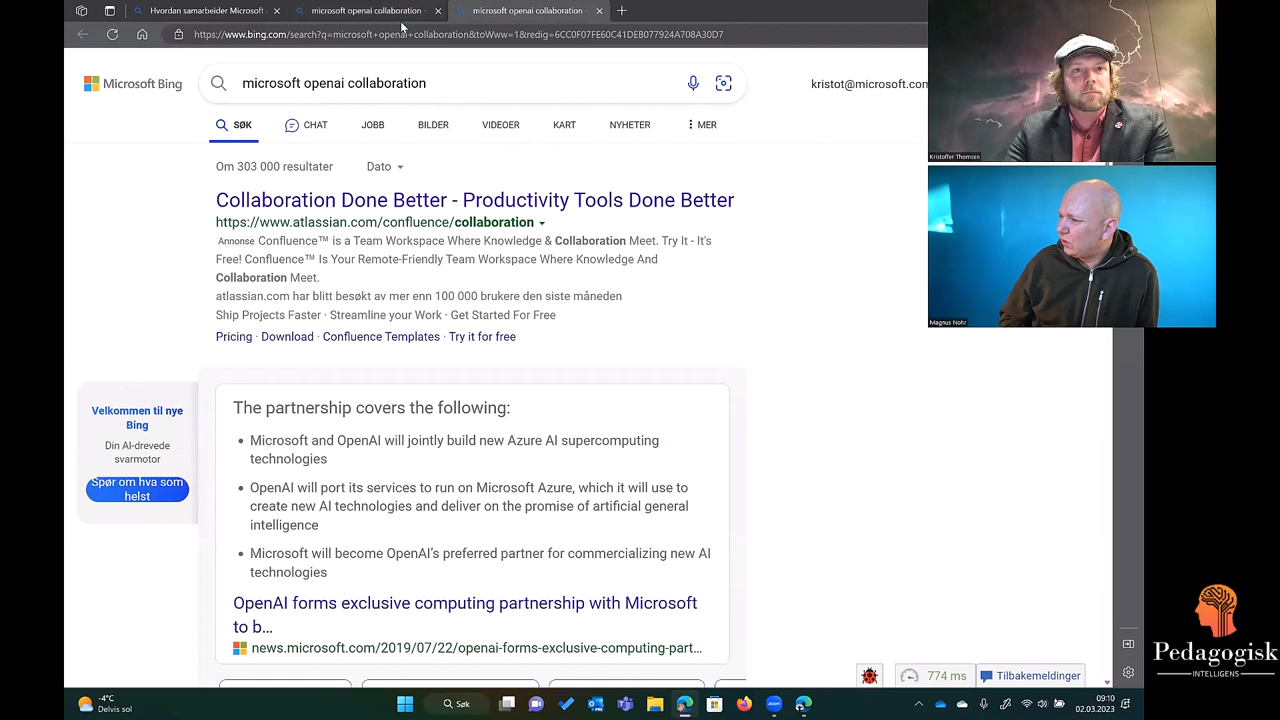 Hvordan samarbeider Microsoft
microsoft openai collaboration
microsoft openai collaboration -
https://www.bing.com/search?q=microsoft+openai+collaboration&toWww=1&redig=6CC0F07FE60C41DEB077924A708A30D7
Microsoft Bing
microsoft openai collaboration
kristot@microsoft.com
SØK
CHAT
JOBB
BILDER
VIDEOER
KART
NYHETER
MER
Om 303 000 resultater
Dato
Collaboration Done Better - Productivity Tools Done Better
https://www.atlassian.com/confluence/collaboration
Annonse Confluence™ is a Team Workspace Where Knowledge & Collaboration Meet. Try It - It's
Free! Confluence™ Is Your Remote-Friendly Team Workspace Where Knowledge And
Collaboration Meet.
atlassian.com har blitt besøkt av mer enn 100 000 brukere den siste måneden
Ship Projects Faster · Streamline your Work · Get Started For Free
Pricing · Download · Confluence Templates · Try it for free
Velkommen til nye
Bing
Din AI-drevede
svarmotor
Spør om hva som
helst
The partnership covers the following:
• Microsoft and OpenAI will jointly build new Azure AI supercomputing
technologies
• OpenAI will port its services to run on Microsoft Azure, which it will use to
create new AI technologies and deliver on the promise of artificial general
intelligence
• Microsoft will become OpenAI's preferred partner for commercializing new AI
technologies
OpenAI forms exclusive computing partnership with Microsoft
to b...
news.microsoft.com/2019/07/22/openai-forms-exclusive-computing-part...
774 ms
Tilbakemeldinger
Kristoffer Thomsen
Magnus Nohr
Pedagogisk
INTELLIGENS
-4°C
Delvis sol
Søk
zoom
09:10
02.03.2023